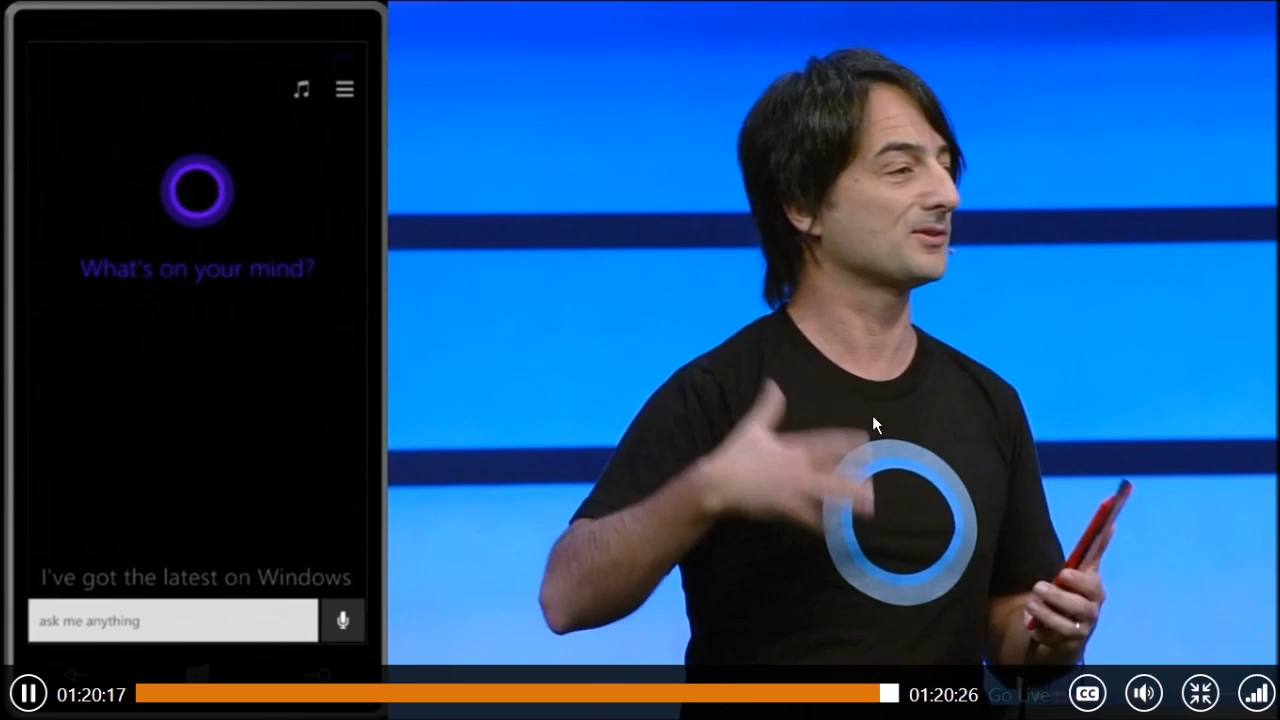 What's on your mind?
I've got the latest on Windows
ask me anything
01:20:17
01:20:26
Go Live
CC